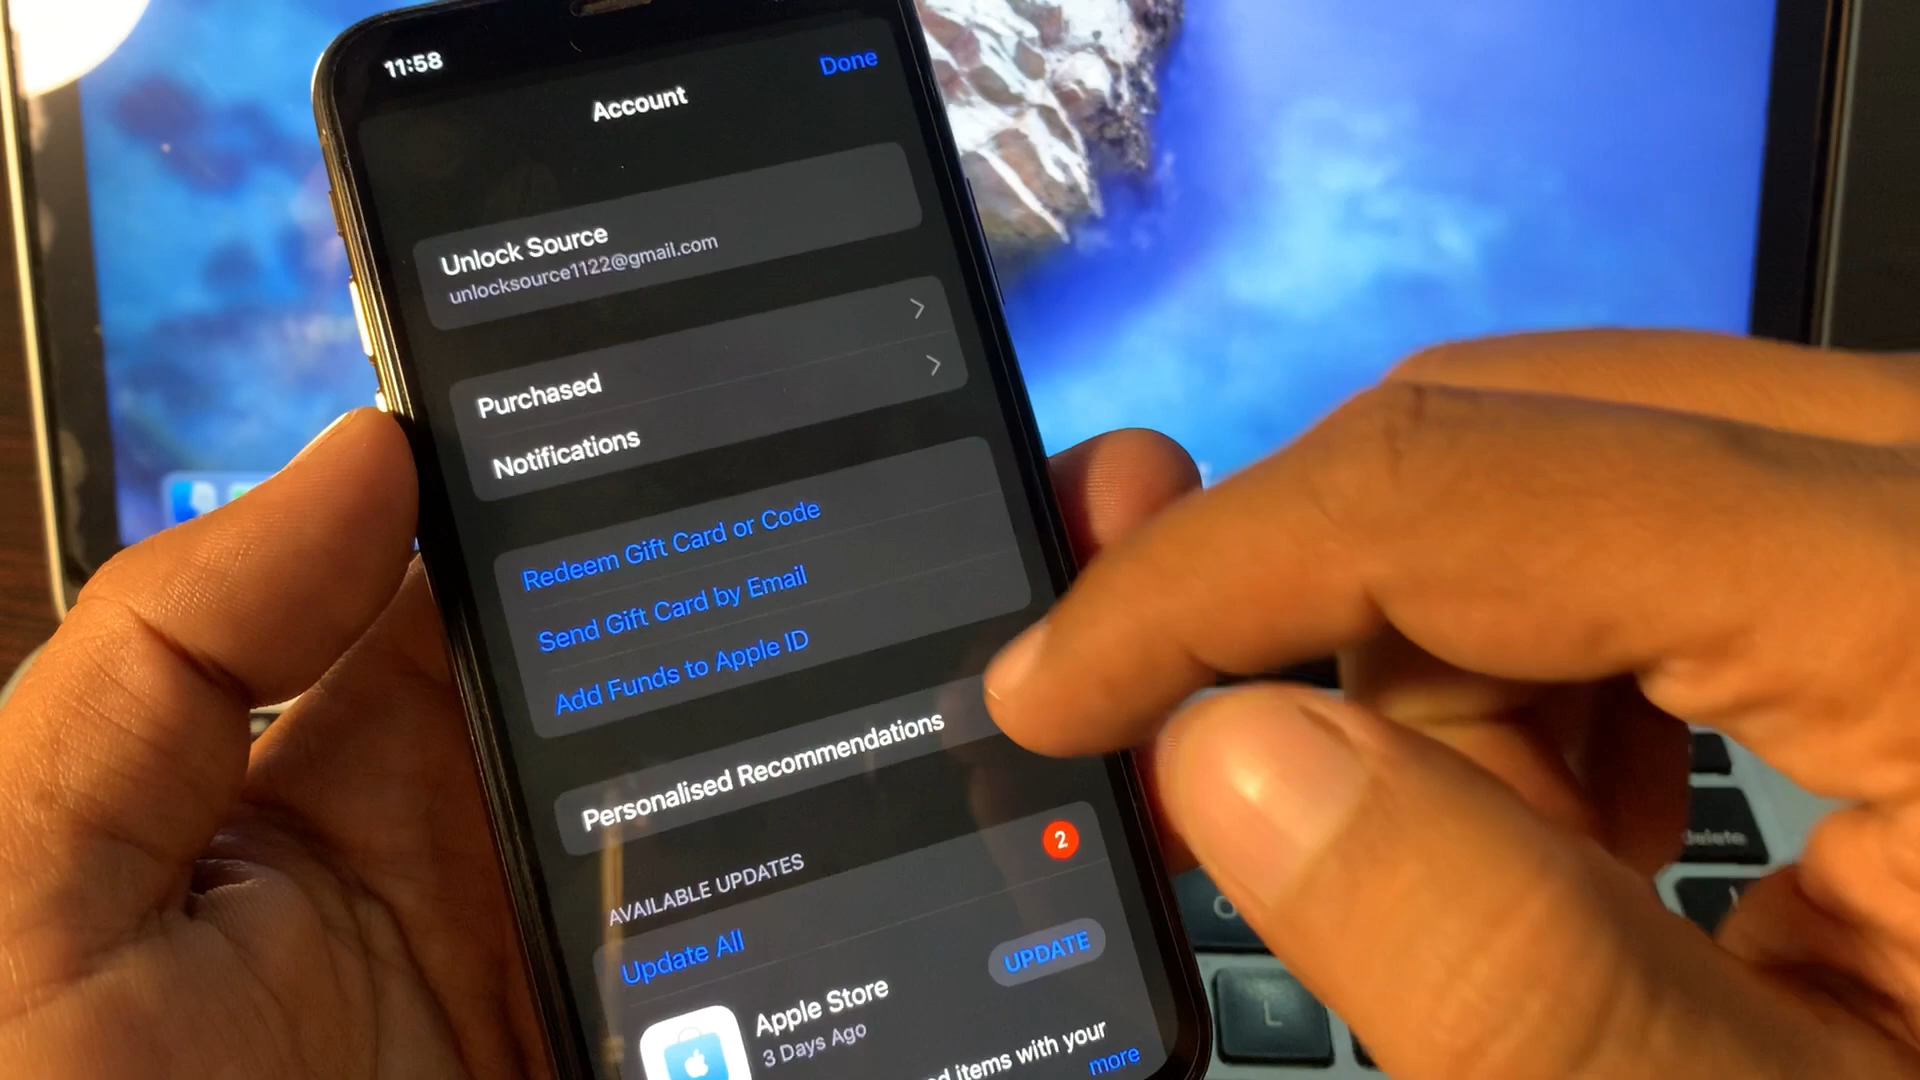 11:58
Done
Account
Unlock Source
unlocksource1122@gmail.com
Purchased
Notifications
Redeem Gift Card or Code
Send Gift Card by Email
Add Funds to Apple ID
Personalised Recommendations
AVAILABLE UPDATES
2
Update All
Apple Store
3 Days Ago
UPDATE
items with your
more
delete
L